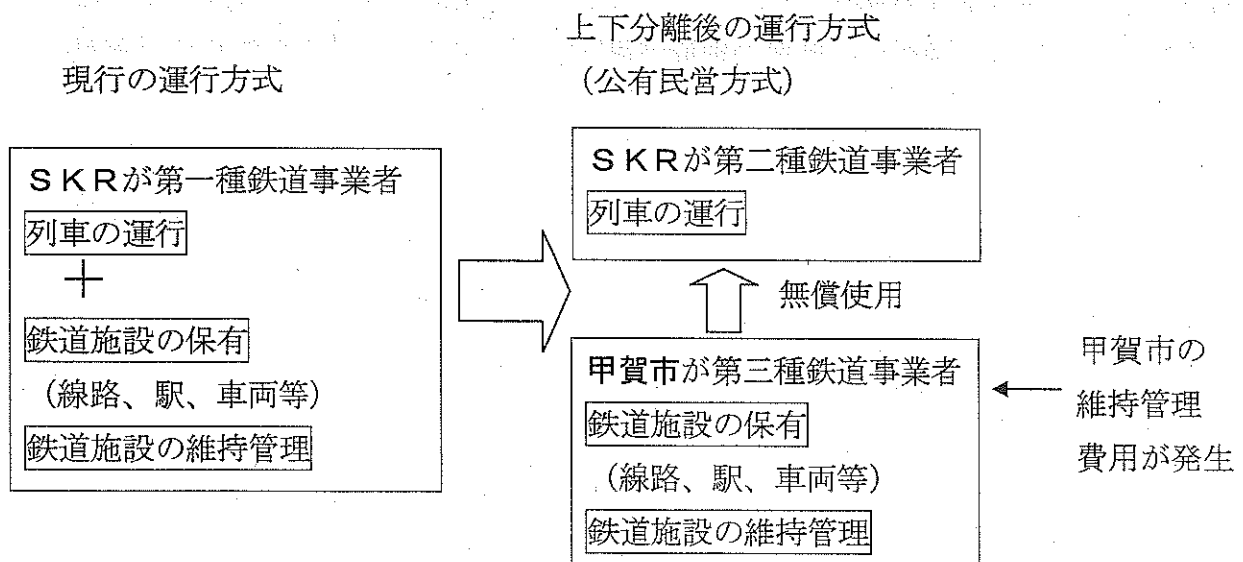 現行の運行方式
SKRが第一種鉄道事業者
列車の運行
＋
鉄道施設の保有
（線路、駅、車両等）
鉄道施設の維持管理
上下分離後の運行方式
（公有民営方式）
SKRが第二種鉄道事業者
列車の運行
無償使用
甲賀市が第三種鉄道事業者
鉄道施設の保有
（線路、駅、車両等）
鉄道施設の維持管理
甲賀市の
維持管理
費用が発生